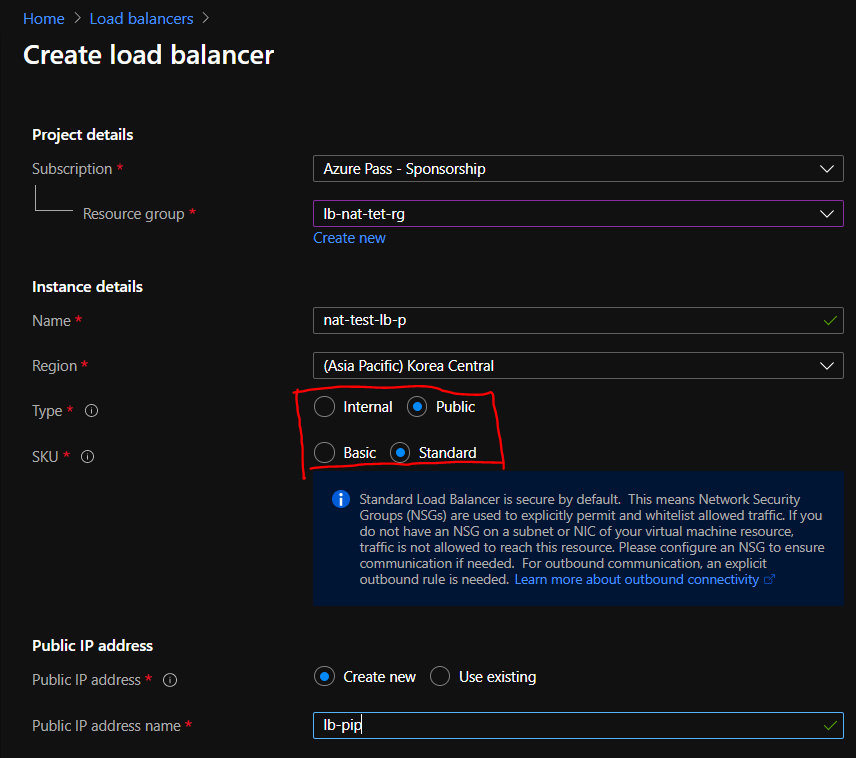 Home > Load balancers >
Create load balancer
Project details
Subscription *
Azure Pass - Sponsorship
Resource group *
lb-nat-tet-rg
Create new
Instance details
Name *
nat-test-lb-p
Region *
(Asia Pacific) Korea Central
Type *
Internal Public
SKU *
Basic Standard
Standard Load Balancer is secure by default. This means Network Security
Groups (NSGs) are used to explicitly permit and whitelist allowed traffic. If you
do not have an NSG on a subnet or NIC of your virtual machine resource,
traffic is not allowed to reach this resource. Please configure an NSG to ensure
communication if needed. For outbound communication, an explicit
outbound rule is needed. Learn more about outbound connectivity
Public IP address
Public IP address *
Create new Use existing
Public IP address name *
lb-pip